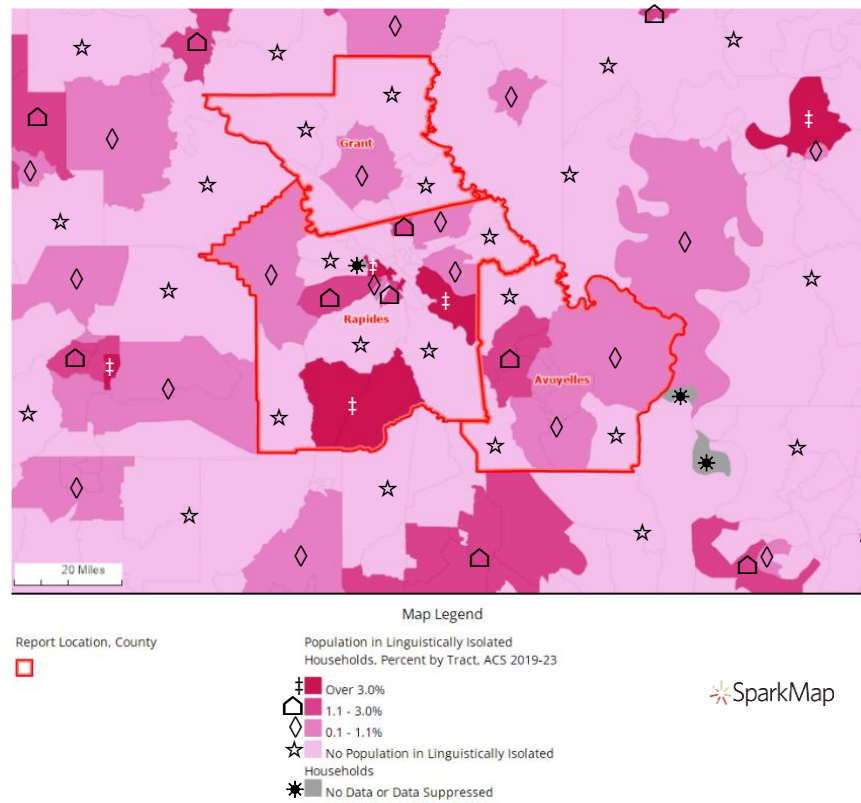 Grant
Rapides
Avoyelles
20 Miles
Map Legend
Report Location, County
Population in Linguistically Isolated
Households, Percent by Tract, ACS 2019-23
Over 3.0%
1.1 - 3.0%
0.1 - 1.1%
No Population in Linguistically Isolated
Households
No Data or Data Suppressed
SparkMap